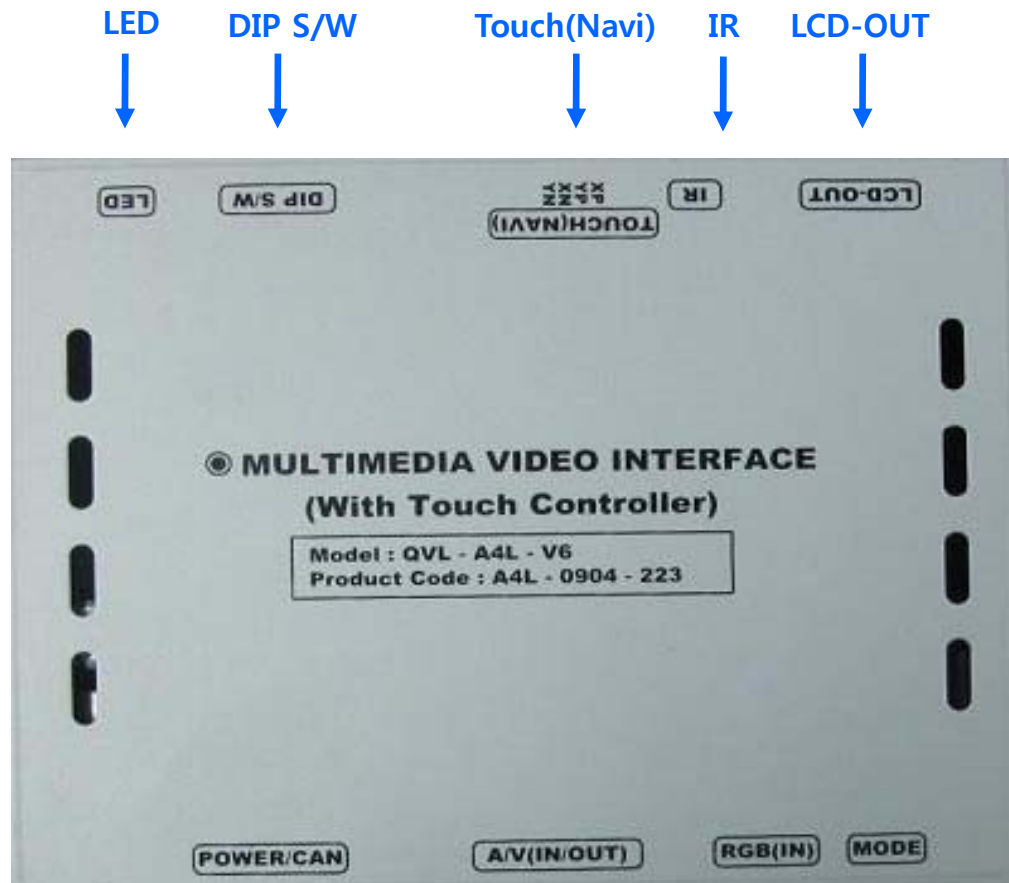 LED DIP S/W Touch(Navi) IR LCD-OUT
LED DIP S/W TOUCH(NAVI) IR LCD-OUT
MULTIMEDIA VIDEO INTERFACE
(With Touch Controller)
Model : QVL - A4L - V6
Product Code : A4L - 0904 - 223
POWER/CAN A/V(IN/OUT) RGB(IN) MODE